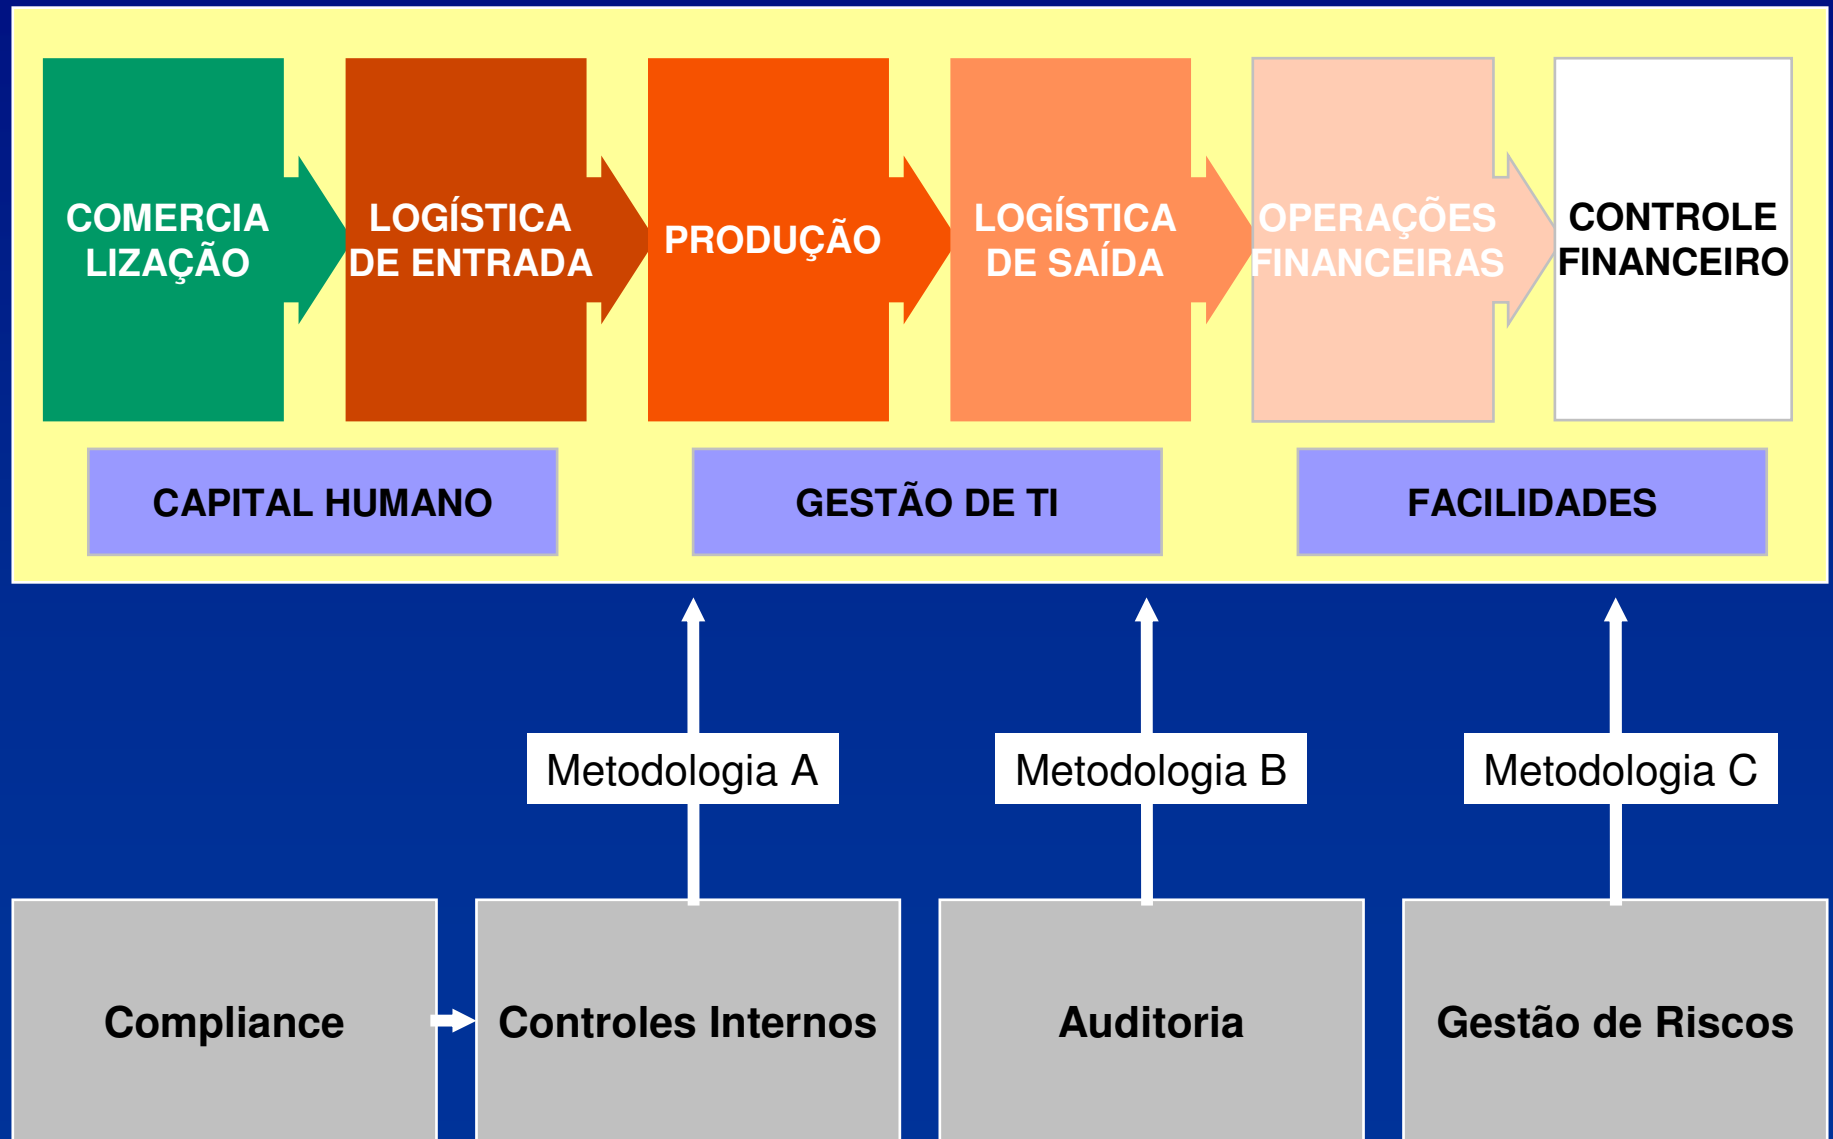 COMERCIA
LIZAÇÃO
LOGÍSTICA
DE ENTRADA
PRODUÇÃO
LOGÍSTICA
DE SAÍDA
OPERAÇÕES
FINANCEIRAS
CONTROLE
FINANCEIRO
CAPITAL HUMANO
GESTÃO DE TI
FACILIDADES
Metodologia A
Metodologia B
Metodologia C
Compliance
Controles Internos
Auditoria
Gestão de Riscos